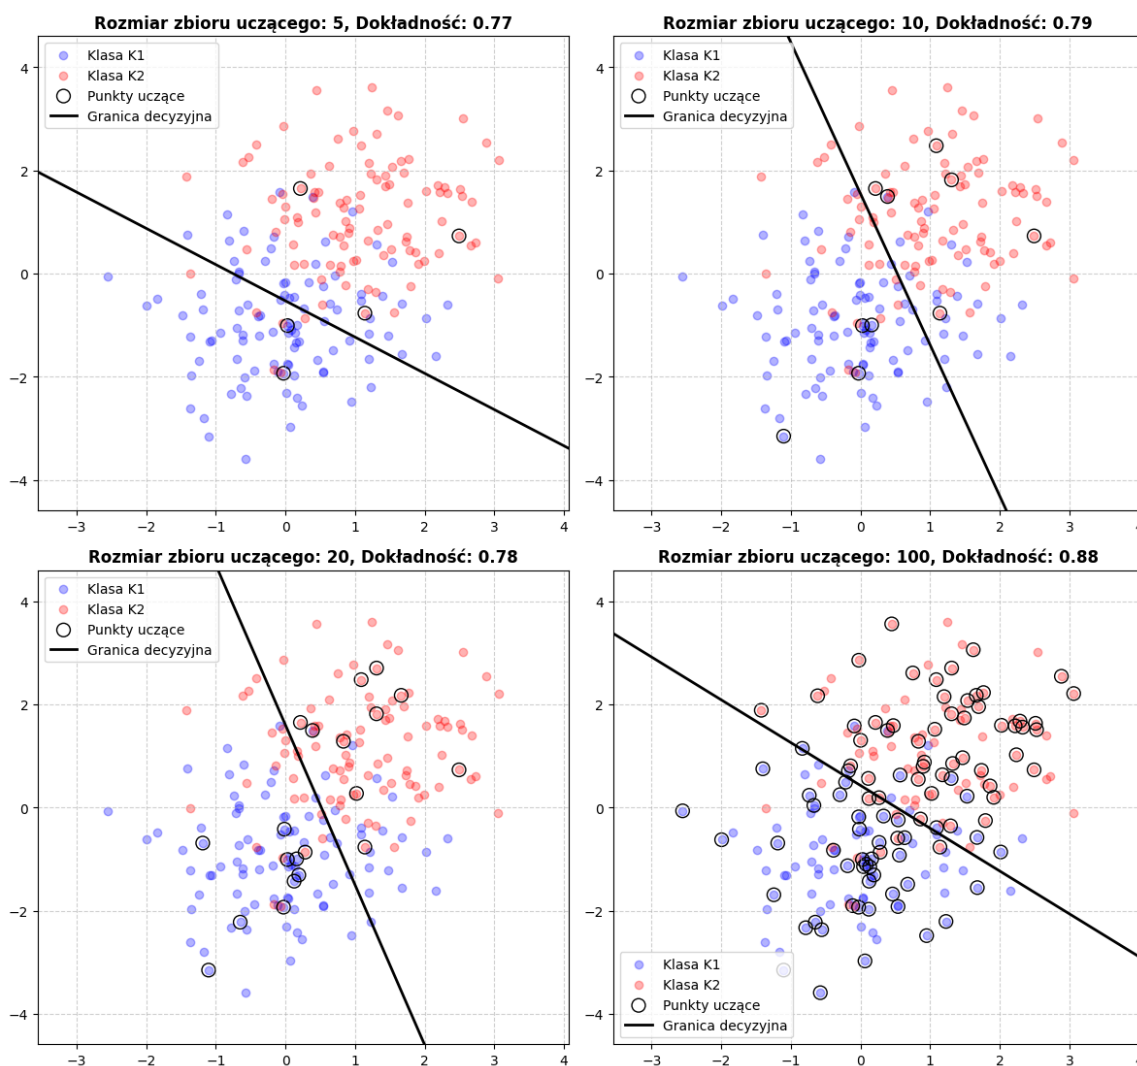 Rozmiar zbioru uczącego: 5, Dokładność: 0.77
Klasa K1
Klasa K2
Punkty uczące
Granica decyzyjna
4
2
0
−2
−4
−3
−2
−1
0
1
2
3
4
Rozmiar zbioru uczącego: 10, Dokładność: 0.79
Klasa K1
Klasa K2
Punkty uczące
Granica decyzyjna
4
2
0
−2
−4
−3
−2
−1
0
1
2
3
4
Rozmiar zbioru uczącego: 20, Dokładność: 0.78
Klasa K1
Klasa K2
Punkty uczące
Granica decyzyjna
4
2
0
−2
−4
−3
−2
−1
0
1
2
3
4
Rozmiar zbioru uczącego: 100, Dokładność: 0.88
4
2
0
−2
−4
Klasa K1
Klasa K2
Punkty uczące
Granica decyzyjna
−3
−2
−1
0
1
2
3
4